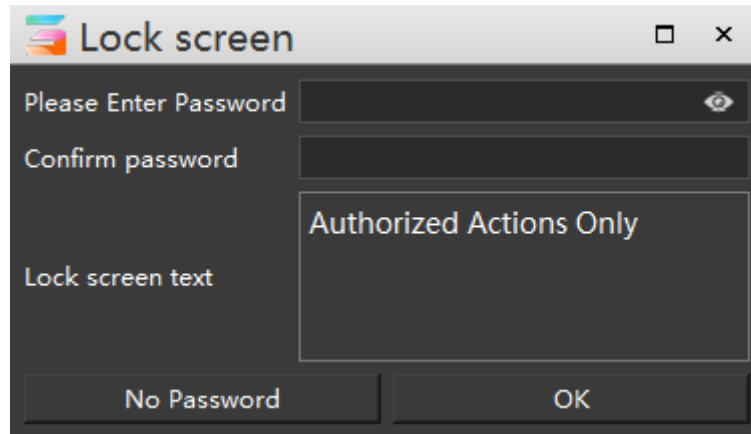 Lock screen
Please Enter Password
Confirm password
Lock screen text
Authorized Actions Only
No Password
OK